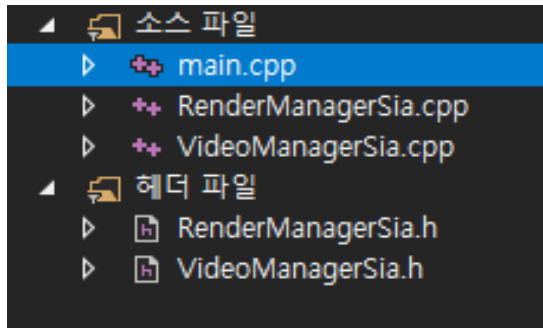 소스 파일
main.cpp
RenderManagerSia.cpp
VideoManagerSia.cpp
헤더 파일
RenderManagerSia.h
VideoManagerSia.h